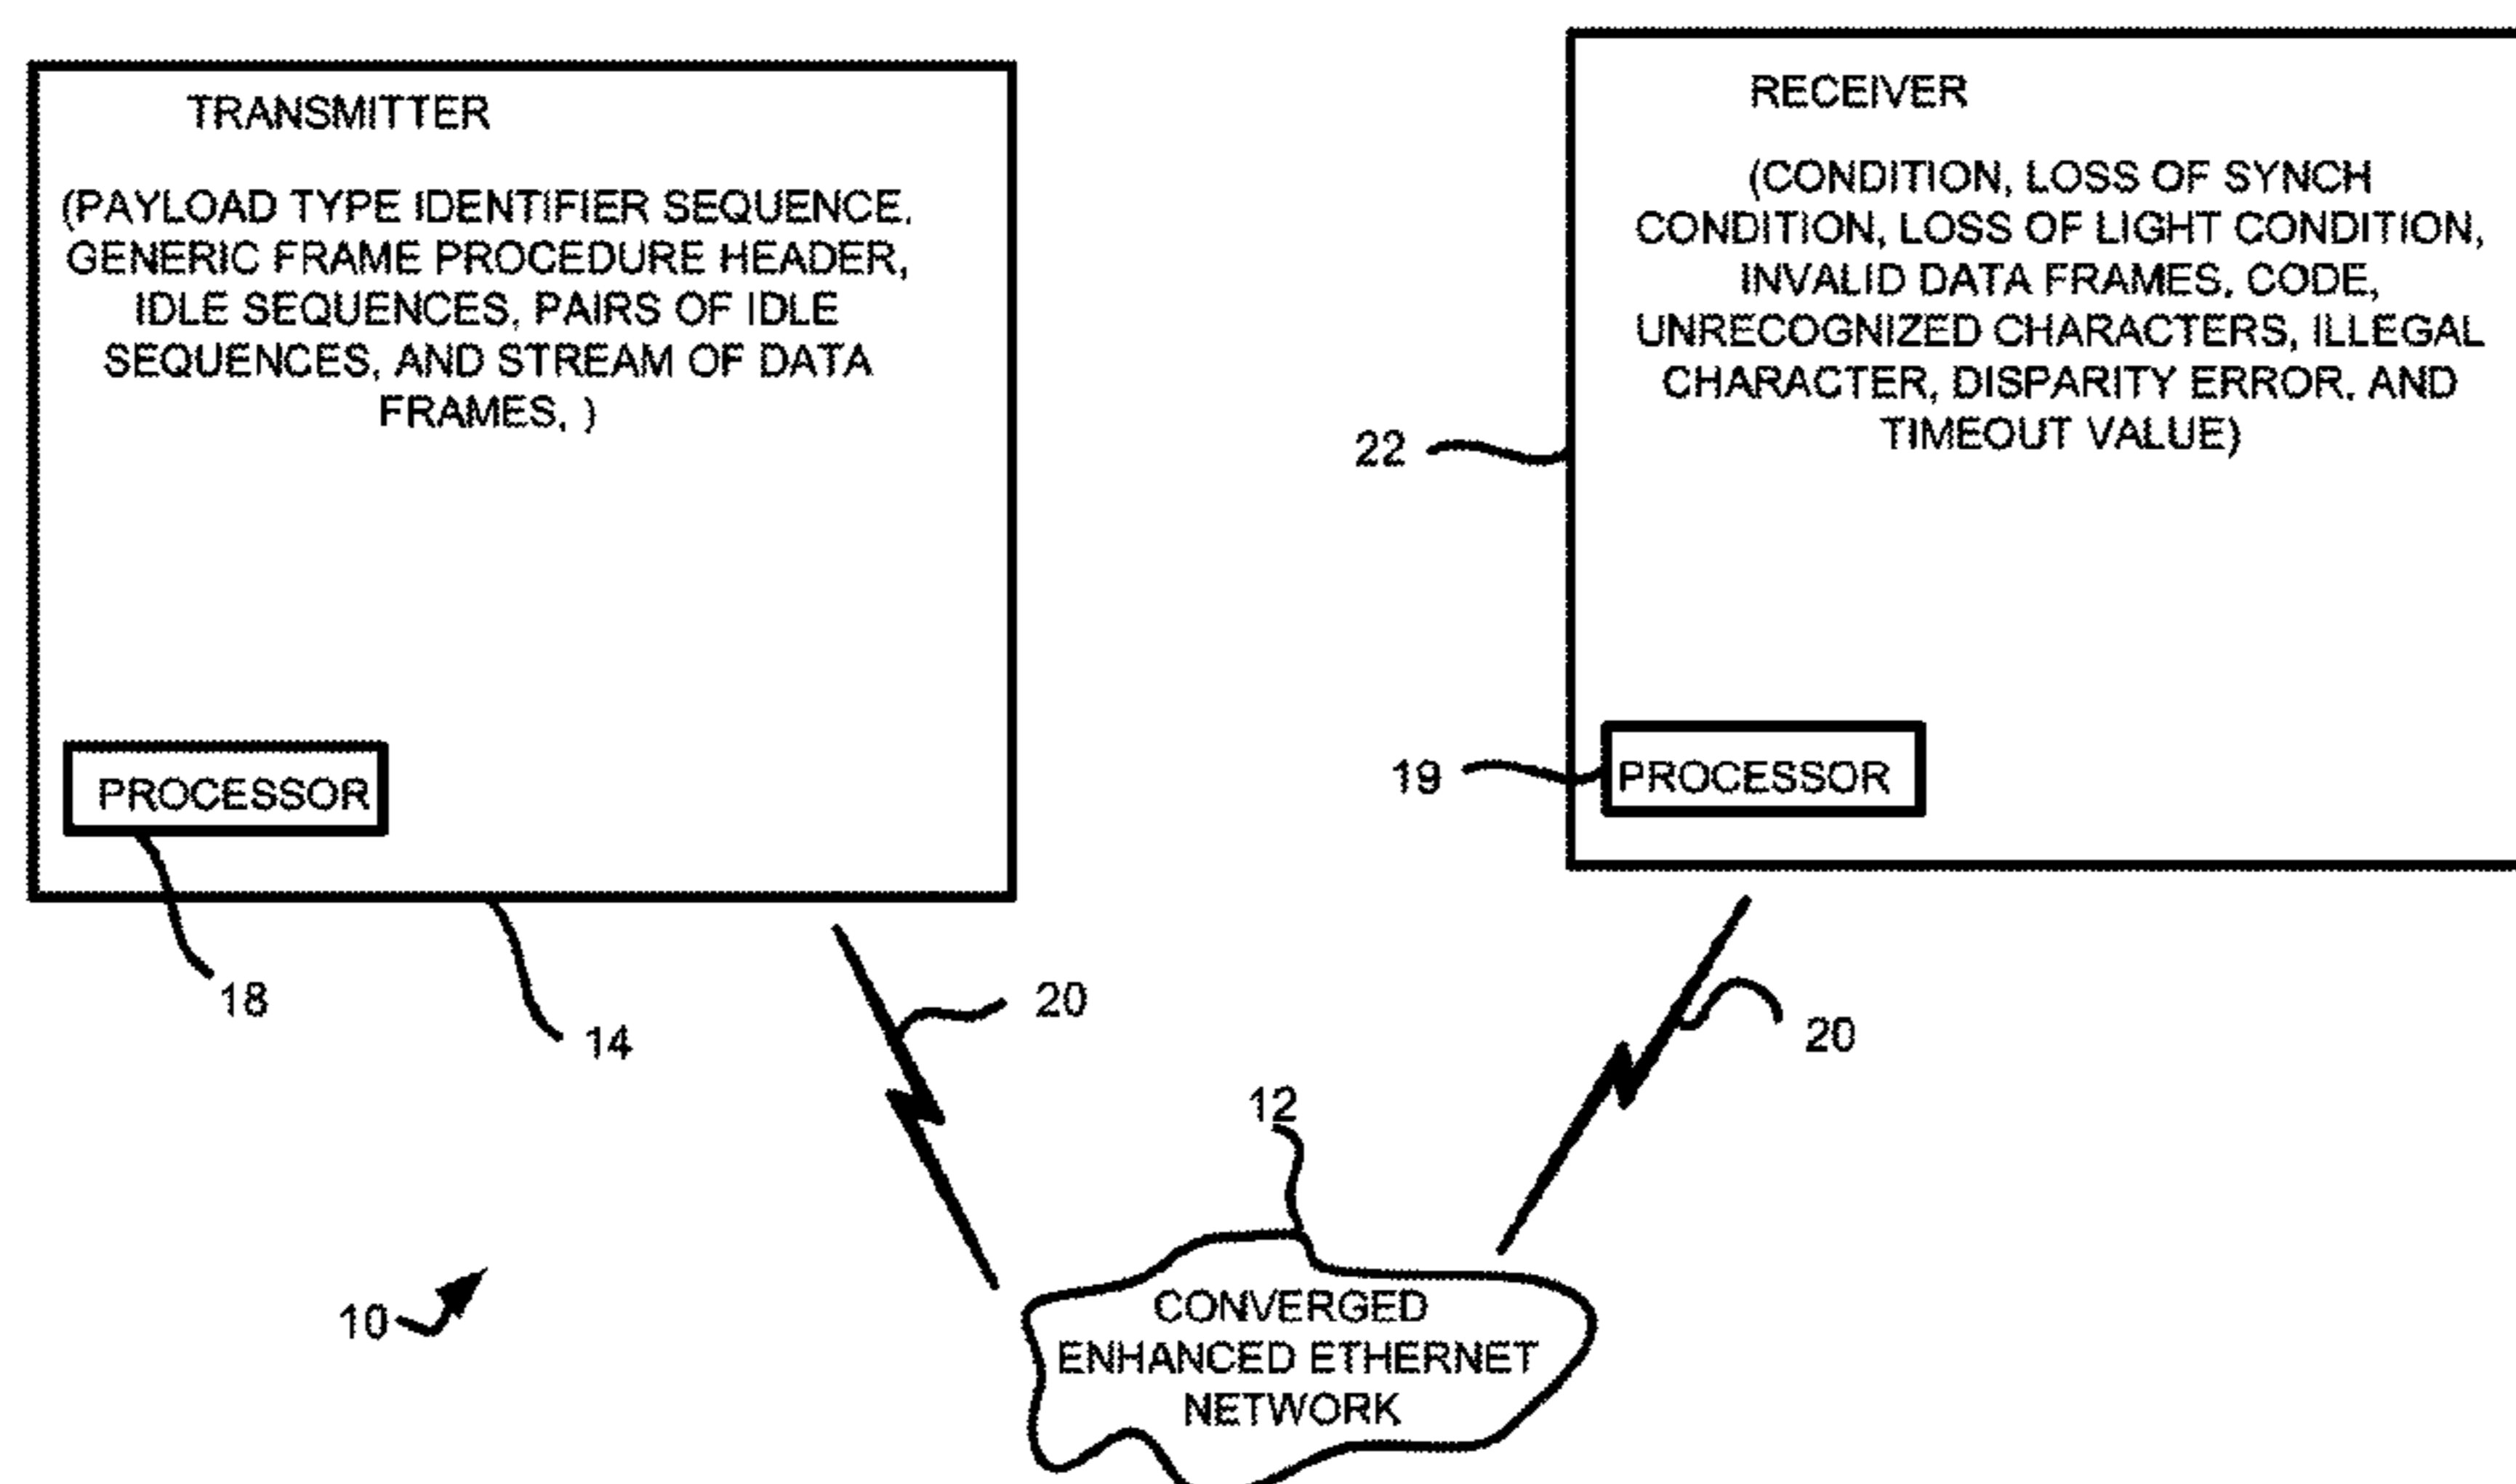 TRANSMITTER
(PAYLOAD TYPE IDENTIFIER SEQUENCE,
GENERIC FRAME PROCEDURE HEADER,
IDLE SEQUENCES, PAIRS OF IDLE
SEQUENCES, AND STREAM OF DATA
FRAMES, )
PROCESSOR
18
14
RECEIVER
(CONDITION, LOSS OF SYNCH
CONDITION, LOSS OF LIGHT CONDITION,
INVALID DATA FRAMES, CODE,
UNRECOGNIZED CHARACTERS, ILLEGAL
CHARACTER, DISPARITY ERROR, AND
TIMEOUT VALUE)
22
19
PROCESSOR
20
20
12
10
CONVERGED
ENHANCED ETHERNET
NETWORK